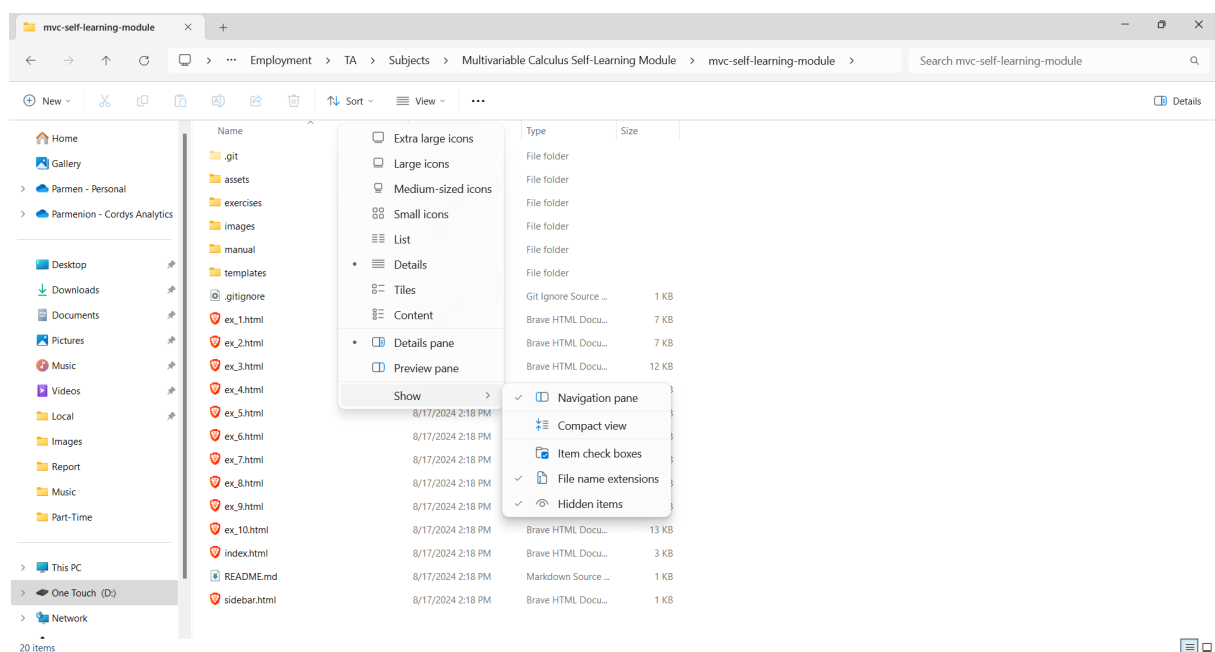 mvc-self-learning-module
Employment > TA > Subjects > Multivariable Calculus Self-Learning Module > mvc-self-learning-module >
Search mvc-self-learning-module
New
Sort
View
Details
Home
Gallery
Parmen - Personal
Parmenion - Cordys Analytics
Desktop
Downloads
Documents
Pictures
Music
Videos
Local
Images
Report
Music
Part-Time
This PC
One Touch (D:)
Network
20 items
Name Type Size
.git File folder
assets File folder
exercises File folder
images File folder
manual File folder
templates File folder
.gitignore Git Ignore Source ... 1 KB
ex_1.html Brave HTML Docu... 7 KB
ex_2.html Brave HTML Docu... 7 KB
ex_3.html Brave HTML Docu... 12 KB
ex_4.html
ex_5.html 8/17/2024 2:18 PM
ex_6.html 8/17/2024 2:18 PM
ex_7.html 8/17/2024 2:18 PM
ex_8.html 8/17/2024 2:18 PM
ex_9.html 8/17/2024 2:18 PM
ex_10.html 8/17/2024 2:18 PM Brave HTML Docu... 13 KB
index.html 8/17/2024 2:18 PM Brave HTML Docu... 3 KB
README.md 8/17/2024 2:18 PM Markdown Source ... 1 KB
sidebar.html 8/17/2024 2:18 PM Brave HTML Docu... 1 KB
Extra large icons
Large icons
Medium-sized icons
Small icons
List
Details
Tiles
Content
Details pane
Preview pane
Show
Navigation pane
Compact view
Item check boxes
File name extensions
Hidden items